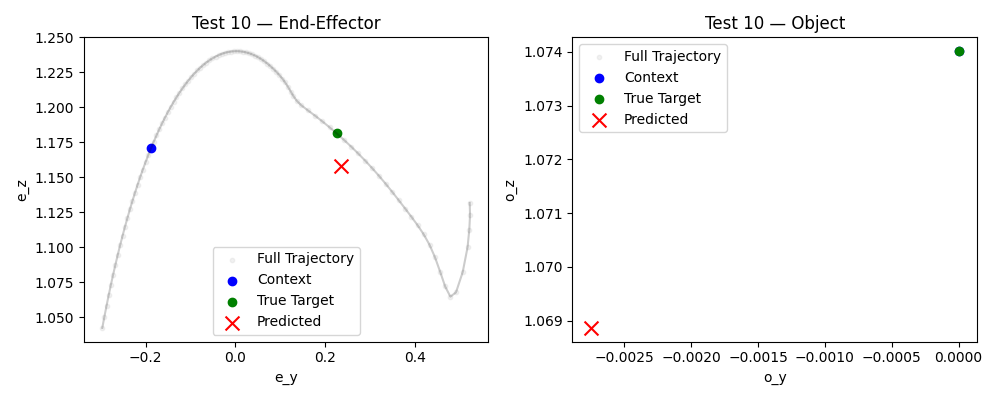 Test 10 — End-Effector
1.250
1.225
1.200
1.175
1.150
1.125
1.100
1.075
1.050
e_z
Full Trajectory
Context
True Target
Predicted
−0.2
0.0
0.2
0.4
e_y
Test 10 — Object
1.074
1.073
1.072
1.071
1.070
1.069
o_z
Full Trajectory
Context
True Target
Predicted
−0.0025
−0.0020
−0.0015
−0.0010
−0.0005
0.0000
o_y